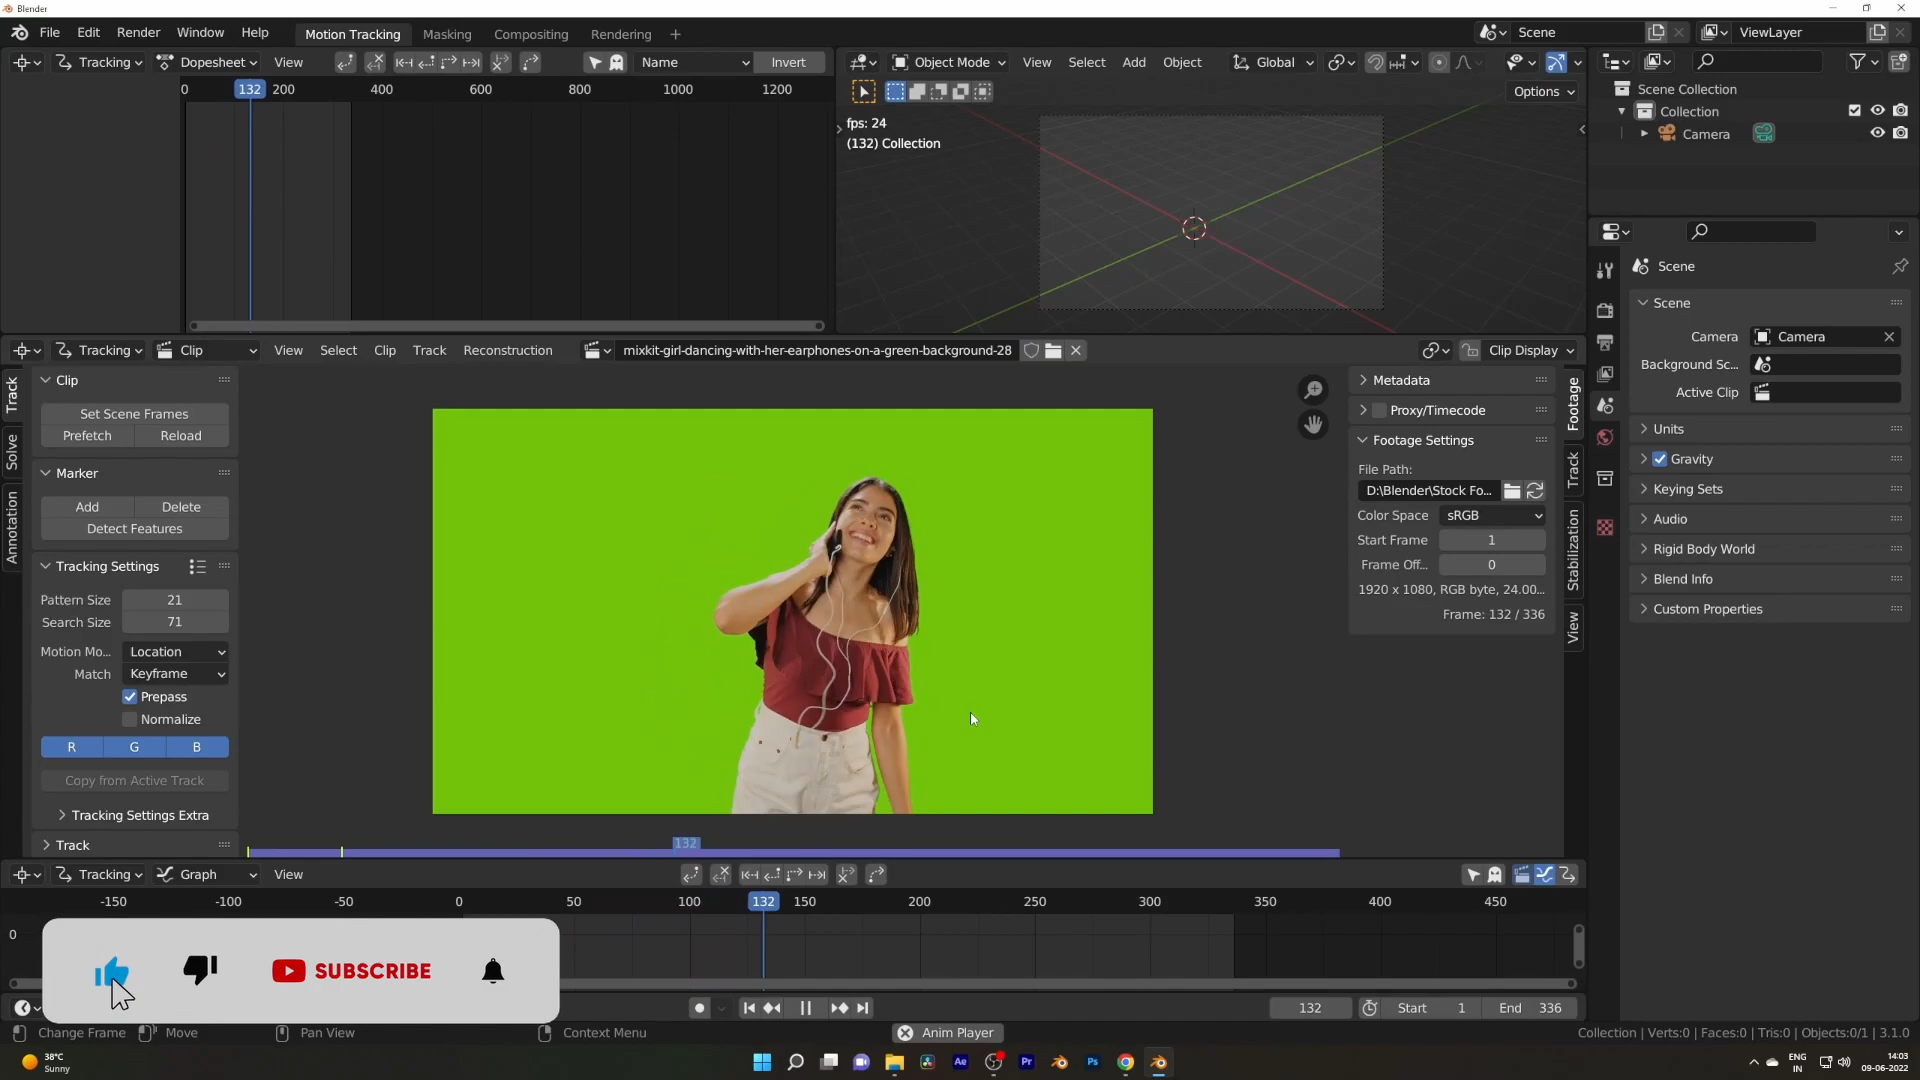 Blender
File Edit Render Window Help Motion Tracking Masking Compositing Rendering Scene ViewLayer
Tracking Dopesheet View Name Invert
0 132 200 400 600 800 1000 1200
Object Mode View Select Add Object Global
Options
fps: 24
(132) Collection
Scene Collection
Collection
Camera
Tracking Clip View Select Clip Track Reconstruction mixkit-girl-dancing-with-her-earphones-on-a-green-background-28 Clip Display
Track
Solve
Annotation
Clip
Set Scene Frames
Prefetch Reload
Marker
Add Delete
Detect Features
Tracking Settings
Pattern Size 21
Search Size 71
Motion Mo... Location
Match Keyframe
Prepass
Normalize
R G B
Copy from Active Track
Tracking Settings Extra
Track
132
Metadata
Proxy/Timecode
Footage Settings
File Path:
D:\Blender\Stock Fo...
Color Space sRGB
Start Frame 1
Frame Off... 0
1920 x 1080, RGB byte, 24.00...
Frame: 132 / 336
Footage
Track
Stabilization
View
Scene
Scene
Camera Camera
Background Sc...
Active Clip
Units
Gravity
Keying Sets
Audio
Rigid Body World
Blend Info
Custom Properties
Tracking Graph View
-150 -100 -50 0 50 100 132 150 200 250 300 350 400 450
0
SUBSCRIBE
132 Start 1 End 336
Change Frame Move Pan View Context Menu Anim Player Collection | Verts:0 | Faces:0 | Tris:0 | Objects:0/1 | 3.1.0
38°C
Sunny
Ae Pr Ps
ENG
IN
14:03
09-06-2022